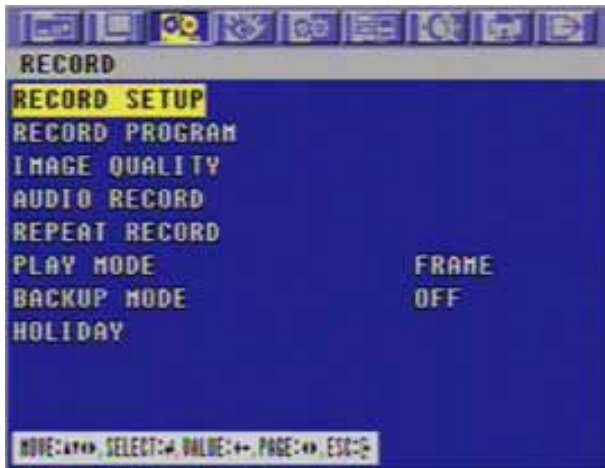 RECORD
RECORD SETUP
RECORD PROGRAM
IMAGE QUALITY
AUDIO RECORD
REPEAT RECORD
PLAY MODE FRAME
BACKUP MODE OFF
HOLIDAY
MOVE:▲▼◀▶, SELECT:↲, VALUE:+-, PAGE:◀▶, ESC: